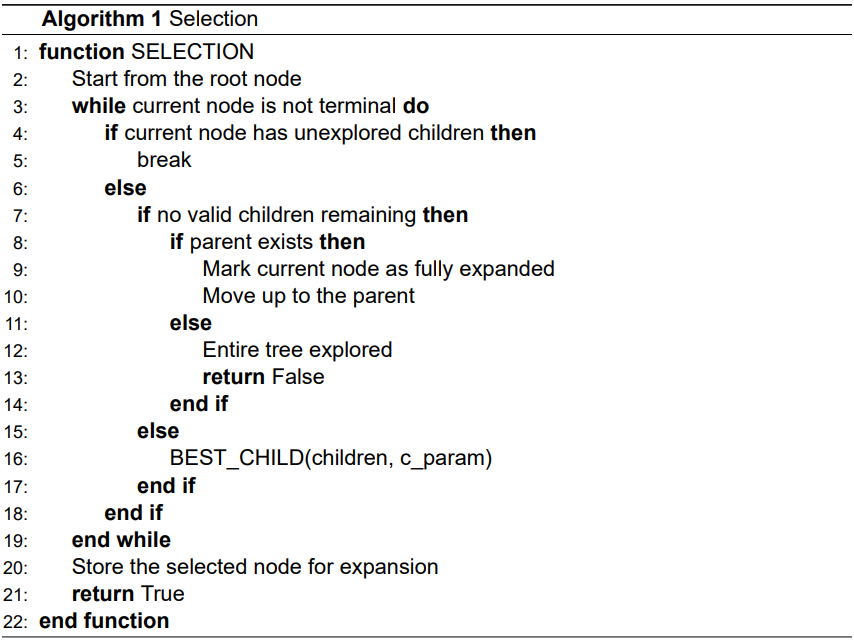 Algorithm 1 Selection
1: function SELECTION
2: Start from the root node
3: while current node is not terminal do
4: if current node has unexplored children then
5: break
6: else
7: if no valid children remaining then
8: if parent exists then
9: Mark current node as fully expanded
10: Move up to the parent
11: else
12: Entire tree explored
13: return False
14: end if
15: else
16: BEST_CHILD(children, c_param)
17: end if
18: end if
19: end while
20: Store the selected node for expansion
21: return True
22: end function